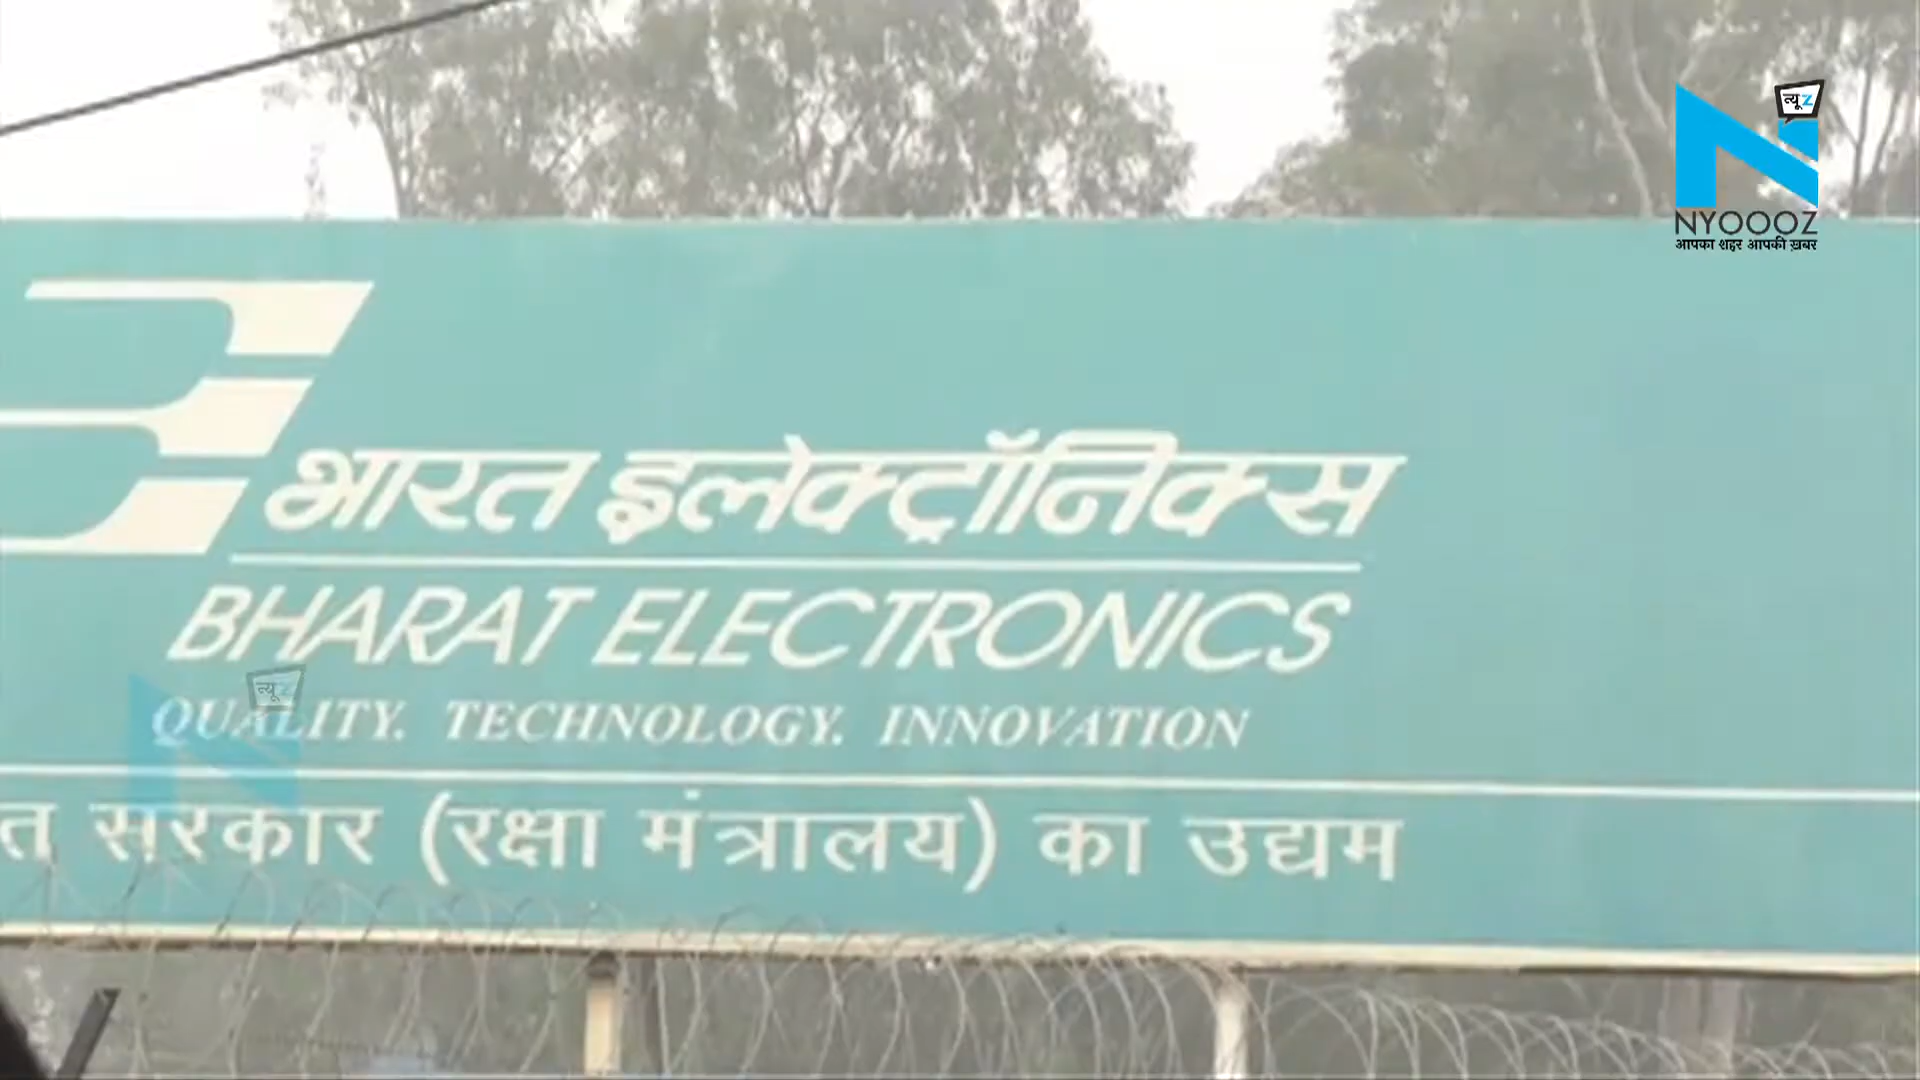 न्यूz
NYOOOZ
आपका शहर आपकी ख़बर
भारत इलेक्ट्रॉनिक्स
BHARAT ELECTRONICS
QUALITY. TECHNOLOGY. INNOVATION
सरकार (रक्षा मंत्रालय) का उद्यम
न्यूz